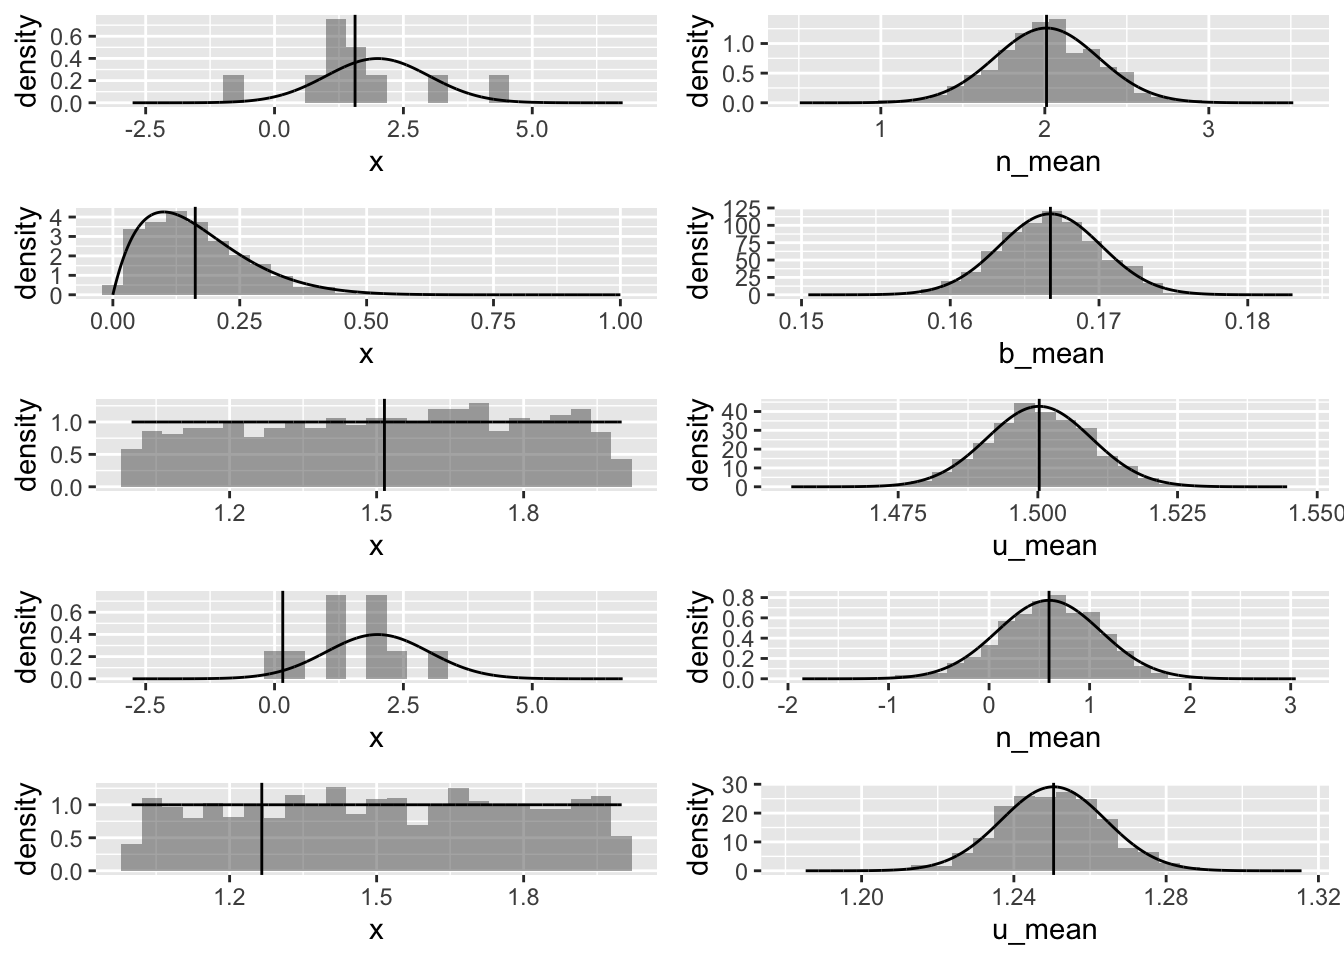 density
0.6
0.4
0.2
0.0
-2.5 0.0 2.5 5.0
x
density
1.0
0.5
0.0
1 2 3
n_mean
density
4
3
2
1
0
0.00 0.25 0.50 0.75 1.00
x
density
125
100
75
50
25
0
0.15 0.16 0.17 0.18
b_mean
density
1.0
0.5
0.0
1.2 1.5 1.8
x
density
40
30
20
10
0
1.475 1.500 1.525 1.550
u_mean
density
0.6
0.4
0.2
0.0
-2.5 0.0 2.5 5.0
x
density
0.8
0.6
0.4
0.2
0.0
-2 -1 0 1 2 3
n_mean
density
1.0
0.5
0.0
1.2 1.5 1.8
x
density
30
20
10
0
1.20 1.24 1.28 1.32
u_mean